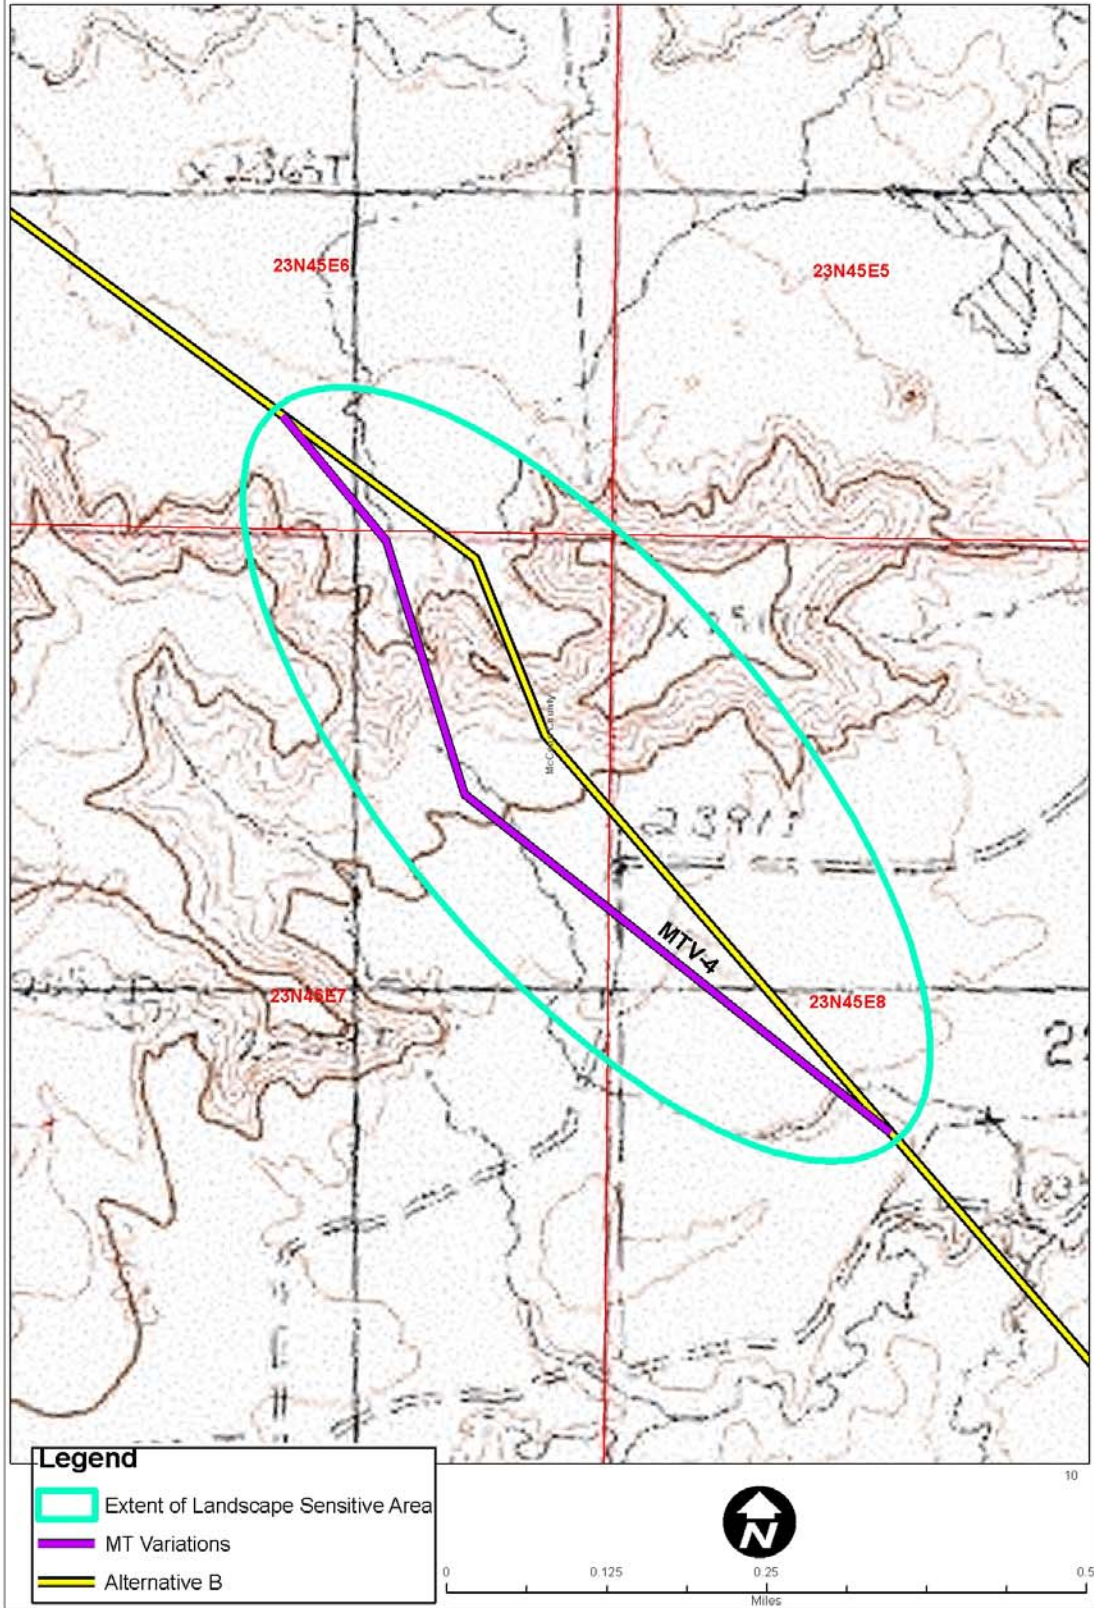 23N45E6
23N45E5
2391T
MTV-4
23N45E7
23N45E8
Legend
Extent of Landscape Sensitive Area
MT Variations
Alternative B
10
N
0
0.125
0.25
0.5
Miles